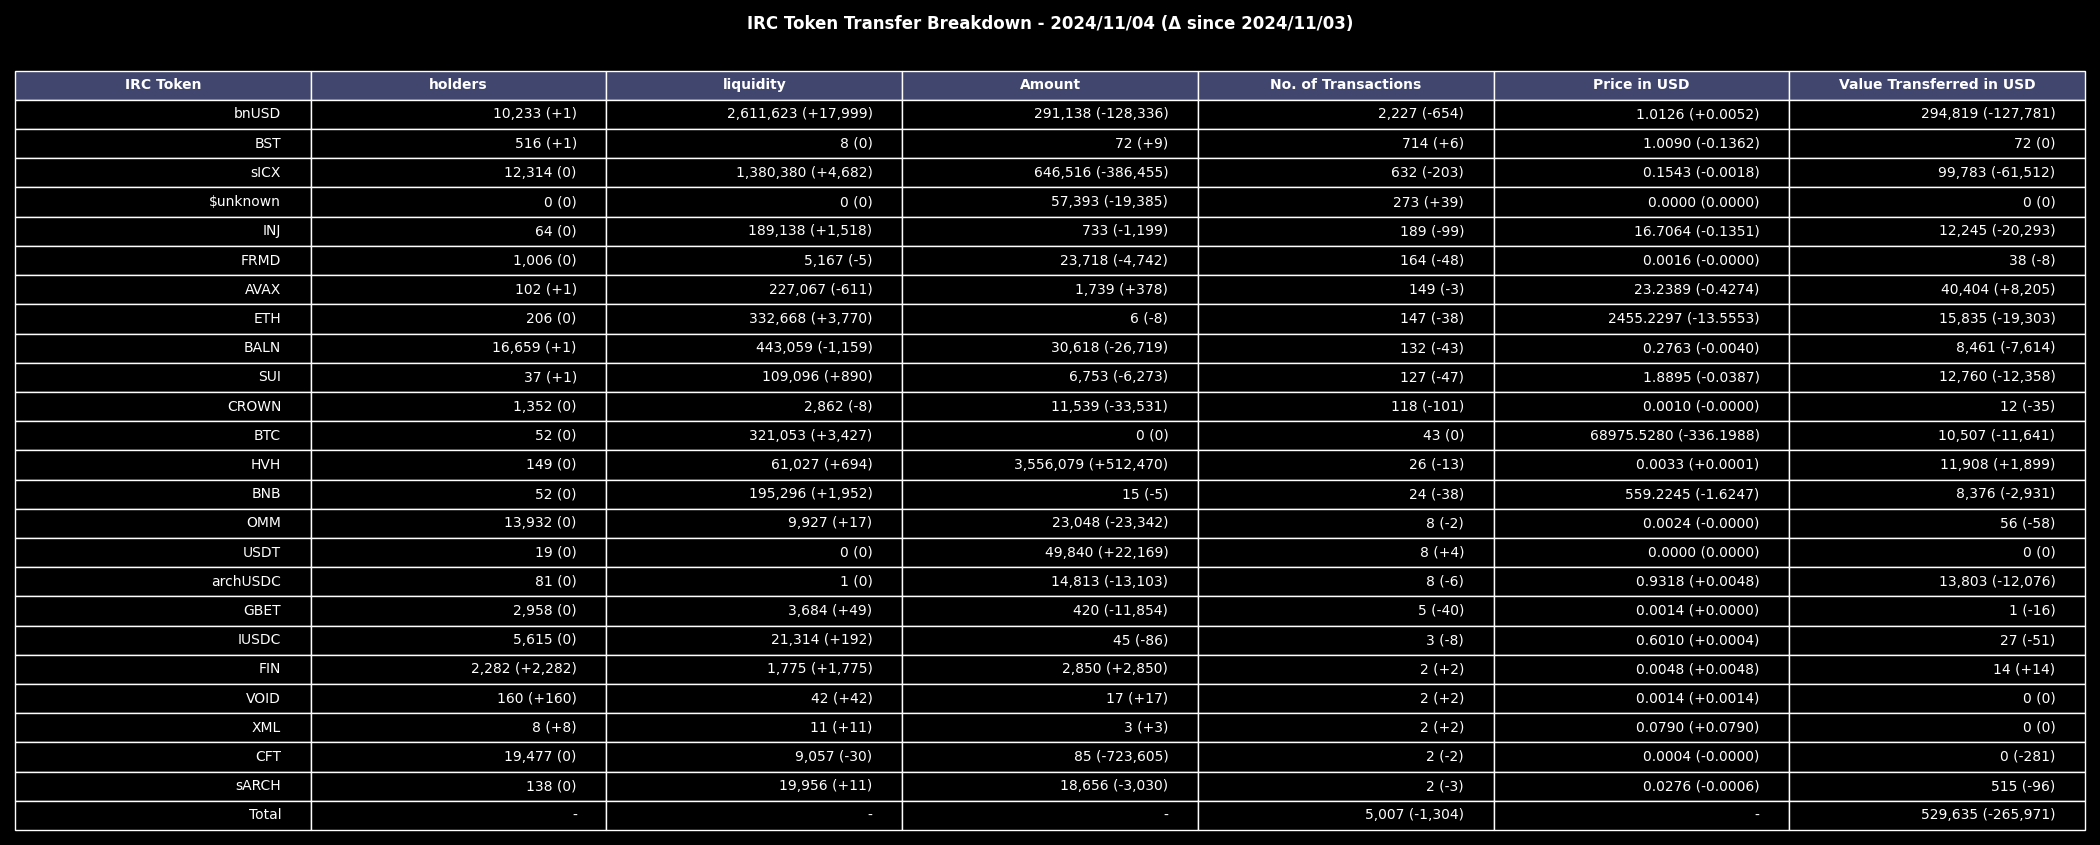 IRC Token Transfer Breakdown - 2024/11/04 (Δ since 2024/11/03)
IRC Token holders liquidity Amount No. of Transactions Price in USD Value Transferred in USD
bnUSD 10,233 (+1) 2,611,623 (+17,999) 291,138 (-128,336) 2,227 (-654) 1.0126 (+0.0052) 294,819 (-127,781)
BST 516 (+1) 8 (0) 72 (+9) 714 (+6) 1.0090 (-0.1362) 72 (0)
sICX 12,314 (0) 1,380,380 (+4,682) 646,516 (-386,455) 632 (-203) 0.1543 (-0.0018) 99,783 (-61,512)
$unknown 0 (0) 0 (0) 57,393 (-19,385) 273 (+39) 0.0000 (0.0000) 0 (0)
INJ 64 (0) 189,138 (+1,518) 733 (-1,199) 189 (-99) 16.7064 (-0.1351) 12,245 (-20,293)
FRMD 1,006 (0) 5,167 (-5) 23,718 (-4,742) 164 (-48) 0.0016 (-0.0000) 38 (-8)
AVAX 102 (+1) 227,067 (-611) 1,739 (+378) 149 (-3) 23.2389 (-0.4274) 40,404 (+8,205)
ETH 206 (0) 332,668 (+3,770) 6 (-8) 147 (-38) 2455.2297 (-13.5553) 15,835 (-19,303)
BALN 16,659 (+1) 443,059 (-1,159) 30,618 (-26,719) 132 (-43) 0.2763 (-0.0040) 8,461 (-7,614)
SUI 37 (+1) 109,096 (+890) 6,753 (-6,273) 127 (-47) 1.8895 (-0.0387) 12,760 (-12,358)
CROWN 1,352 (0) 2,862 (-8) 11,539 (-33,531) 118 (-101) 0.0010 (-0.0000) 12 (-35)
BTC 52 (0) 321,053 (+3,427) 0 (0) 43 (0) 68975.5280 (-336.1988) 10,507 (-11,641)
HVH 149 (0) 61,027 (+694) 3,556,079 (+512,470) 26 (-13) 0.0033 (+0.0001) 11,908 (+1,899)
BNB 52 (0) 195,296 (+1,952) 15 (-5) 24 (-38) 559.2245 (-1.6247) 8,376 (-2,931)
OMM 13,932 (0) 9,927 (+17) 23,048 (-23,342) 8 (-2) 0.0024 (-0.0000) 56 (-58)
USDT 19 (0) 0 (0) 49,840 (+22,169) 8 (+4) 0.0000 (0.0000) 0 (0)
archUSDC 81 (0) 1 (0) 14,813 (-13,103) 8 (-6) 0.9318 (+0.0048) 13,803 (-12,076)
GBET 2,958 (0) 3,684 (+49) 420 (-11,854) 5 (-40) 0.0014 (+0.0000) 1 (-16)
IUSDC 5,615 (0) 21,314 (+192) 45 (-86) 3 (-8) 0.6010 (+0.0004) 27 (-51)
FIN 2,282 (+2,282) 1,775 (+1,775) 2,850 (+2,850) 2 (+2) 0.0048 (+0.0048) 14 (+14)
VOID 160 (+160) 42 (+42) 17 (+17) 2 (+2) 0.0014 (+0.0014) 0 (0)
XML 8 (+8) 11 (+11) 3 (+3) 2 (+2) 0.0790 (+0.0790) 0 (0)
CFT 19,477 (0) 9,057 (-30) 85 (-723,605) 2 (-2) 0.0004 (-0.0000) 0 (-281)
sARCH 138 (0) 19,956 (+11) 18,656 (-3,030) 2 (-3) 0.0276 (-0.0006) 515 (-96)
Total - - - 5,007 (-1,304) - 529,635 (-265,971)